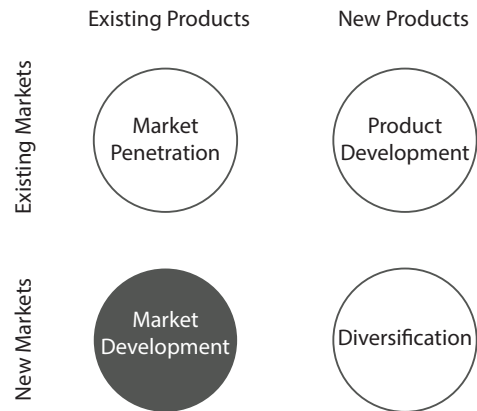 Existing Products
New Products
Existing Markets
Market
Penetration
Product
Development
New Markets
Market
Development
Diversification